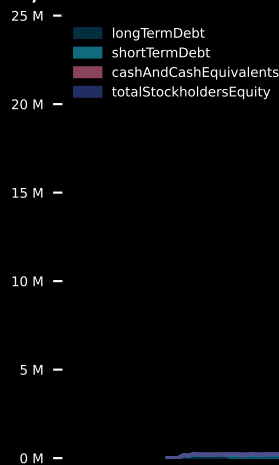 25 M
longTermDebt
shortTermDebt
cashAndCashEquivalents
totalStockholdersEquity
20 M
15 M
10 M
5 M
0 M